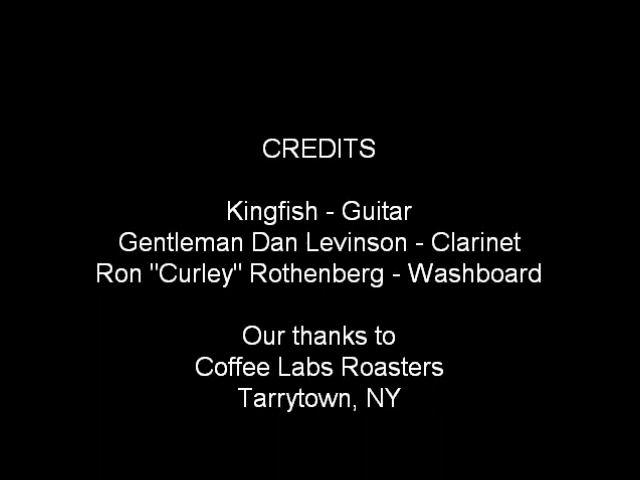 CREDITS
Kingfish - Guitar
Gentleman Dan Levinson - Clarinet
Ron "Curley" Rothenberg - Washboard
Our thanks to
Coffee Labs Roasters
Tarrytown, NY